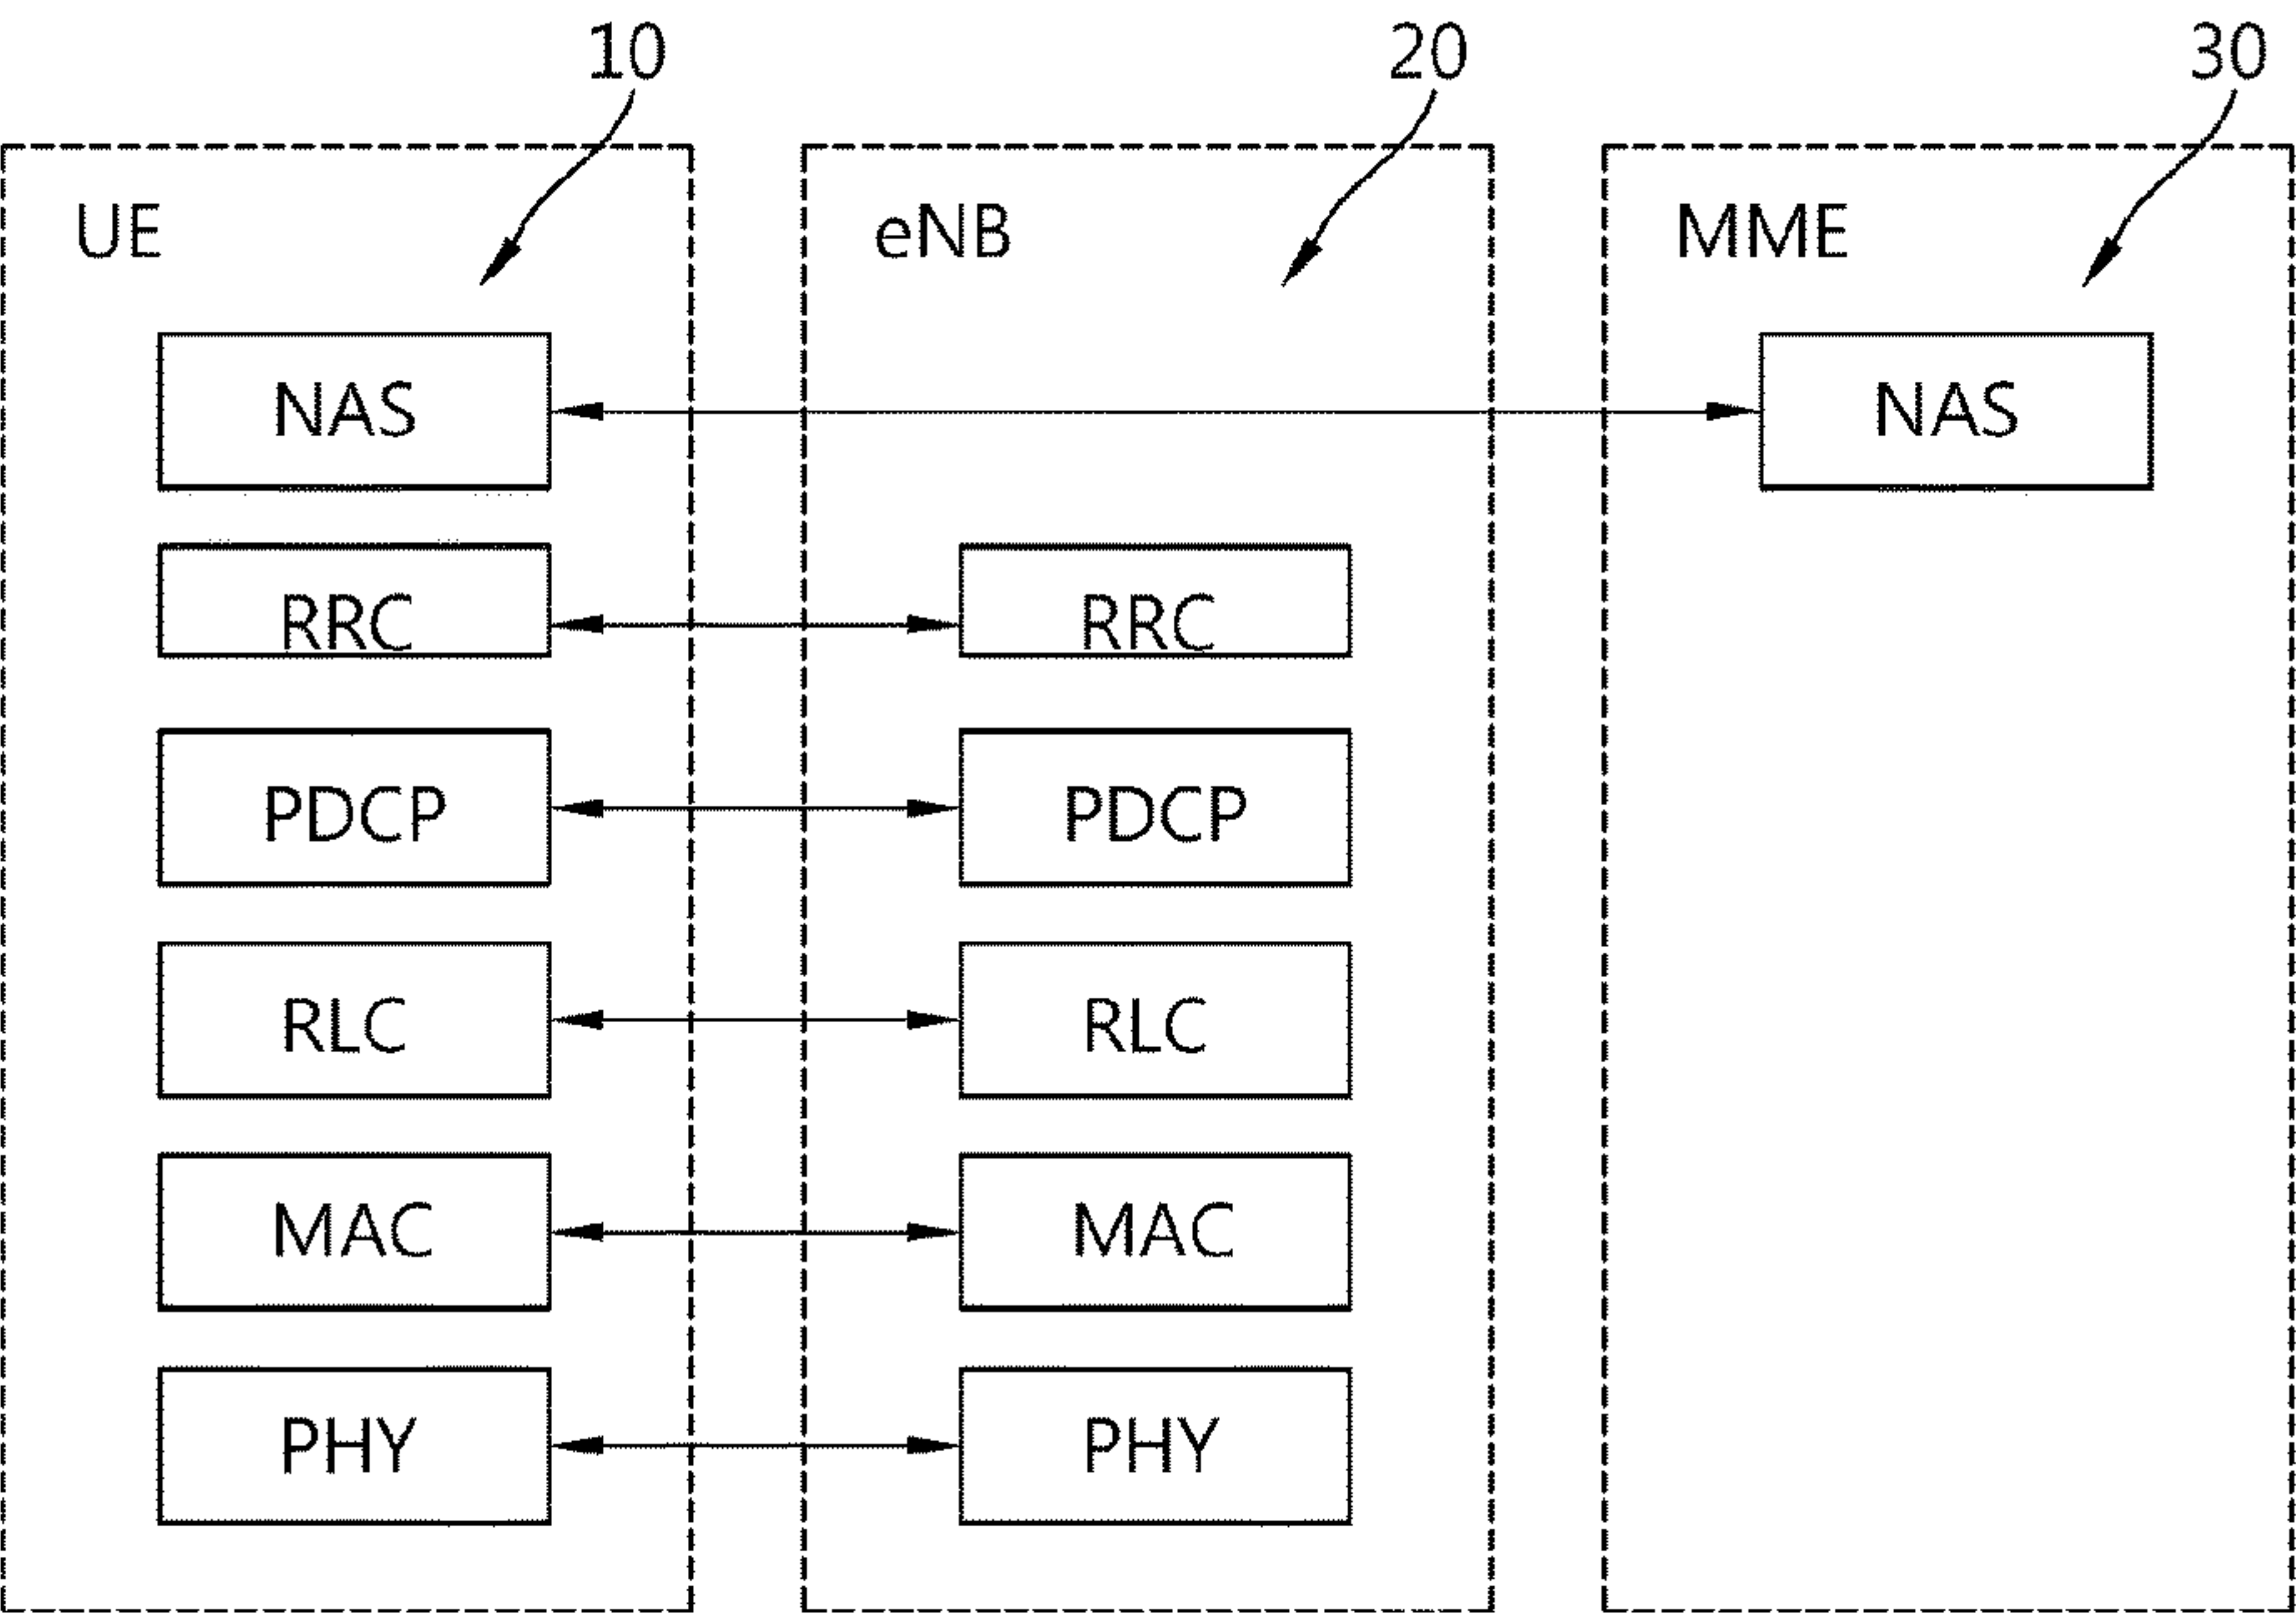 10 20 30
UE eNB MME
NAS NAS
RRC RRC
PDCP PDCP
RLC RLC
MAC MAC
PHY PHY